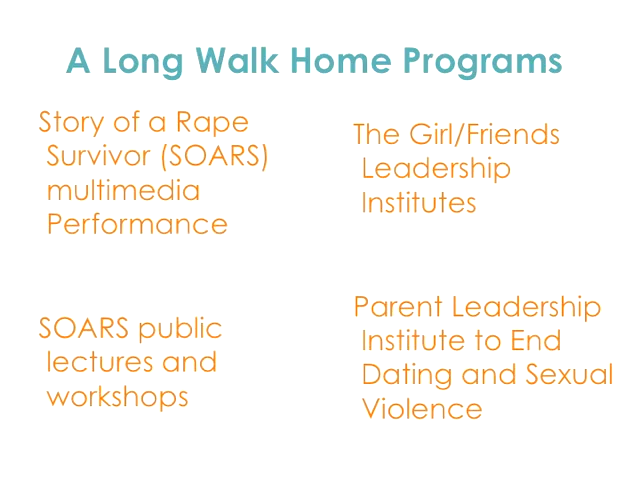 A Long Walk Home Programs
Story of a Rape
Survivor (SOARS)
multimedia
Performance
SOARS public
lectures and
workshops
The Girl/Friends
Leadership
Institutes
Parent Leadership
Institute to End
Dating and Sexual
Violence